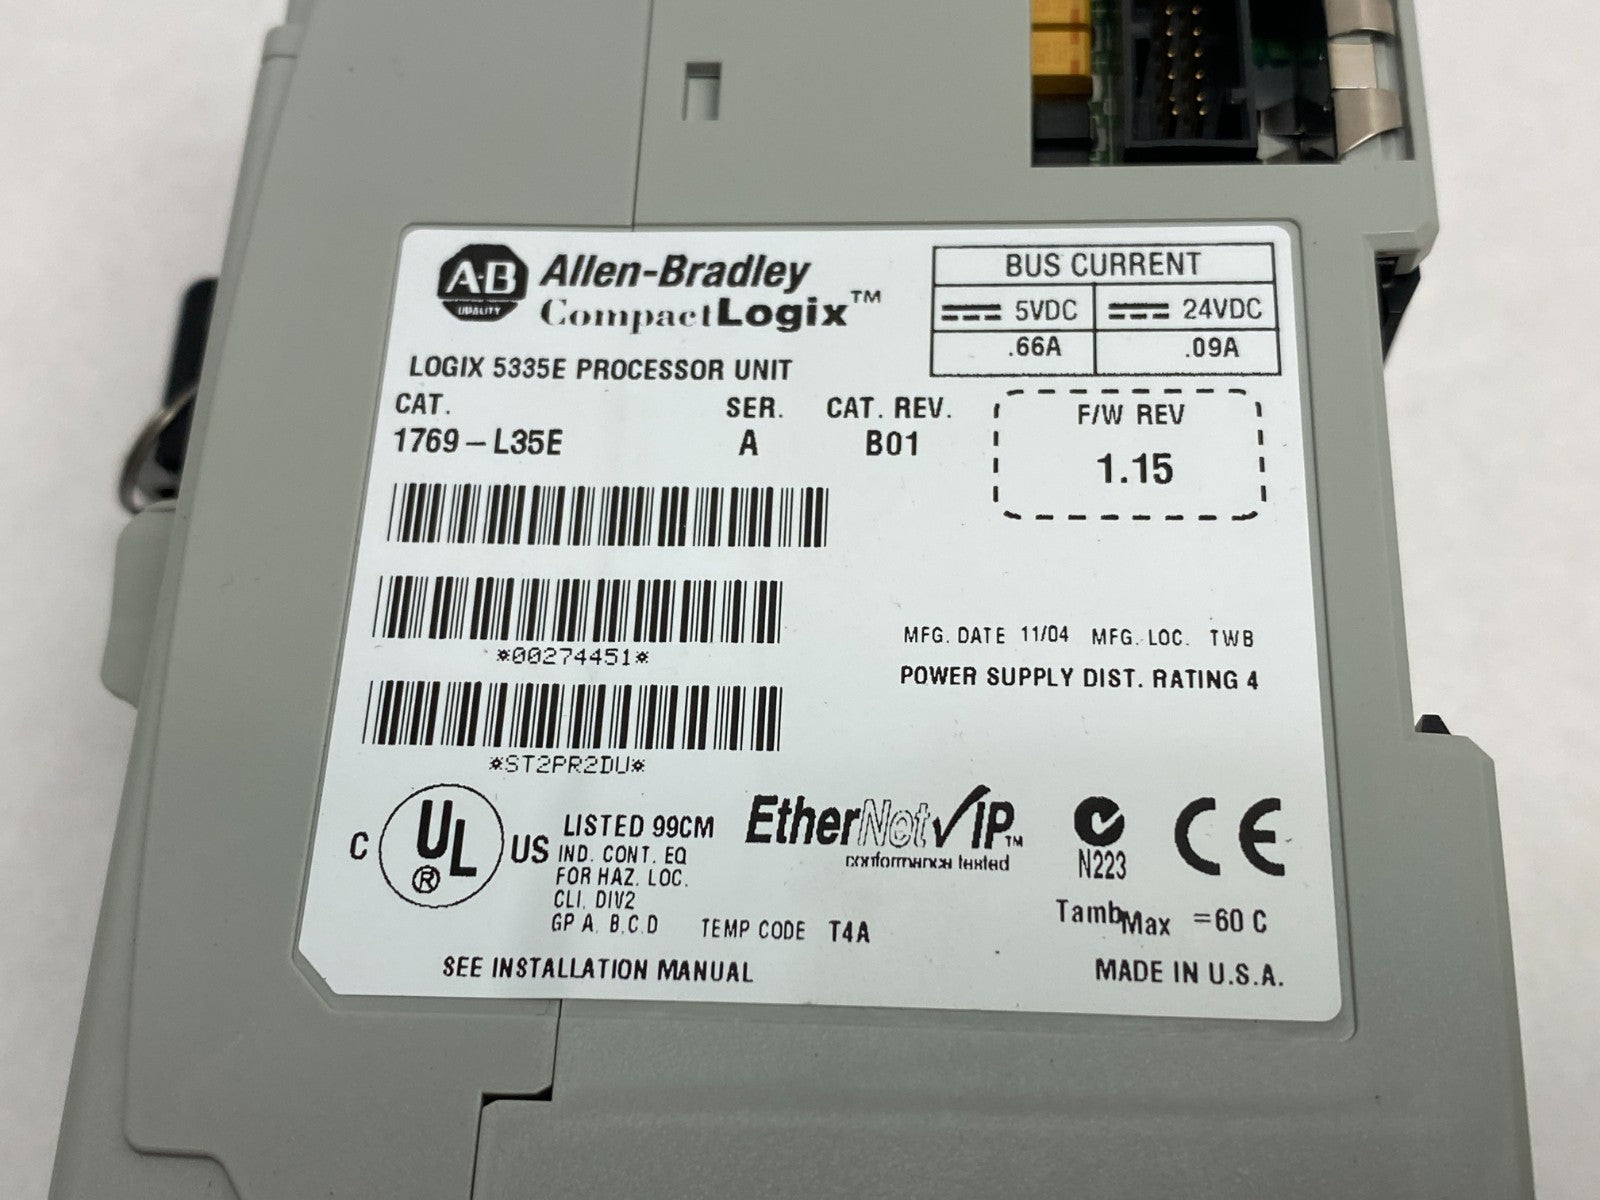 A-B
QUALITY
Allen-Bradley
CompactLogix™
LOGIX 5335E PROCESSOR UNIT
CAT. SER. CAT. REV.
1769-L35E A B01
BUS CURRENT
5VDC 24VDC
.66A .09A
F/W REV
1.15
*00274451*
*ST2PR2DU*
MFG. DATE 11/04 MFG. LOC. TWB
POWER SUPPLY DIST. RATING 4
C UL ® US
LISTED 99CM
IND. CONT. EQ
FOR HAZ. LOC.
CLI, DIV2
GP A, B,C,D TEMP CODE T4A
SEE INSTALLATION MANUAL
EtherNet/IP™
conformance tested
N223
CE
TambMax =60 C
MADE IN U.S.A.